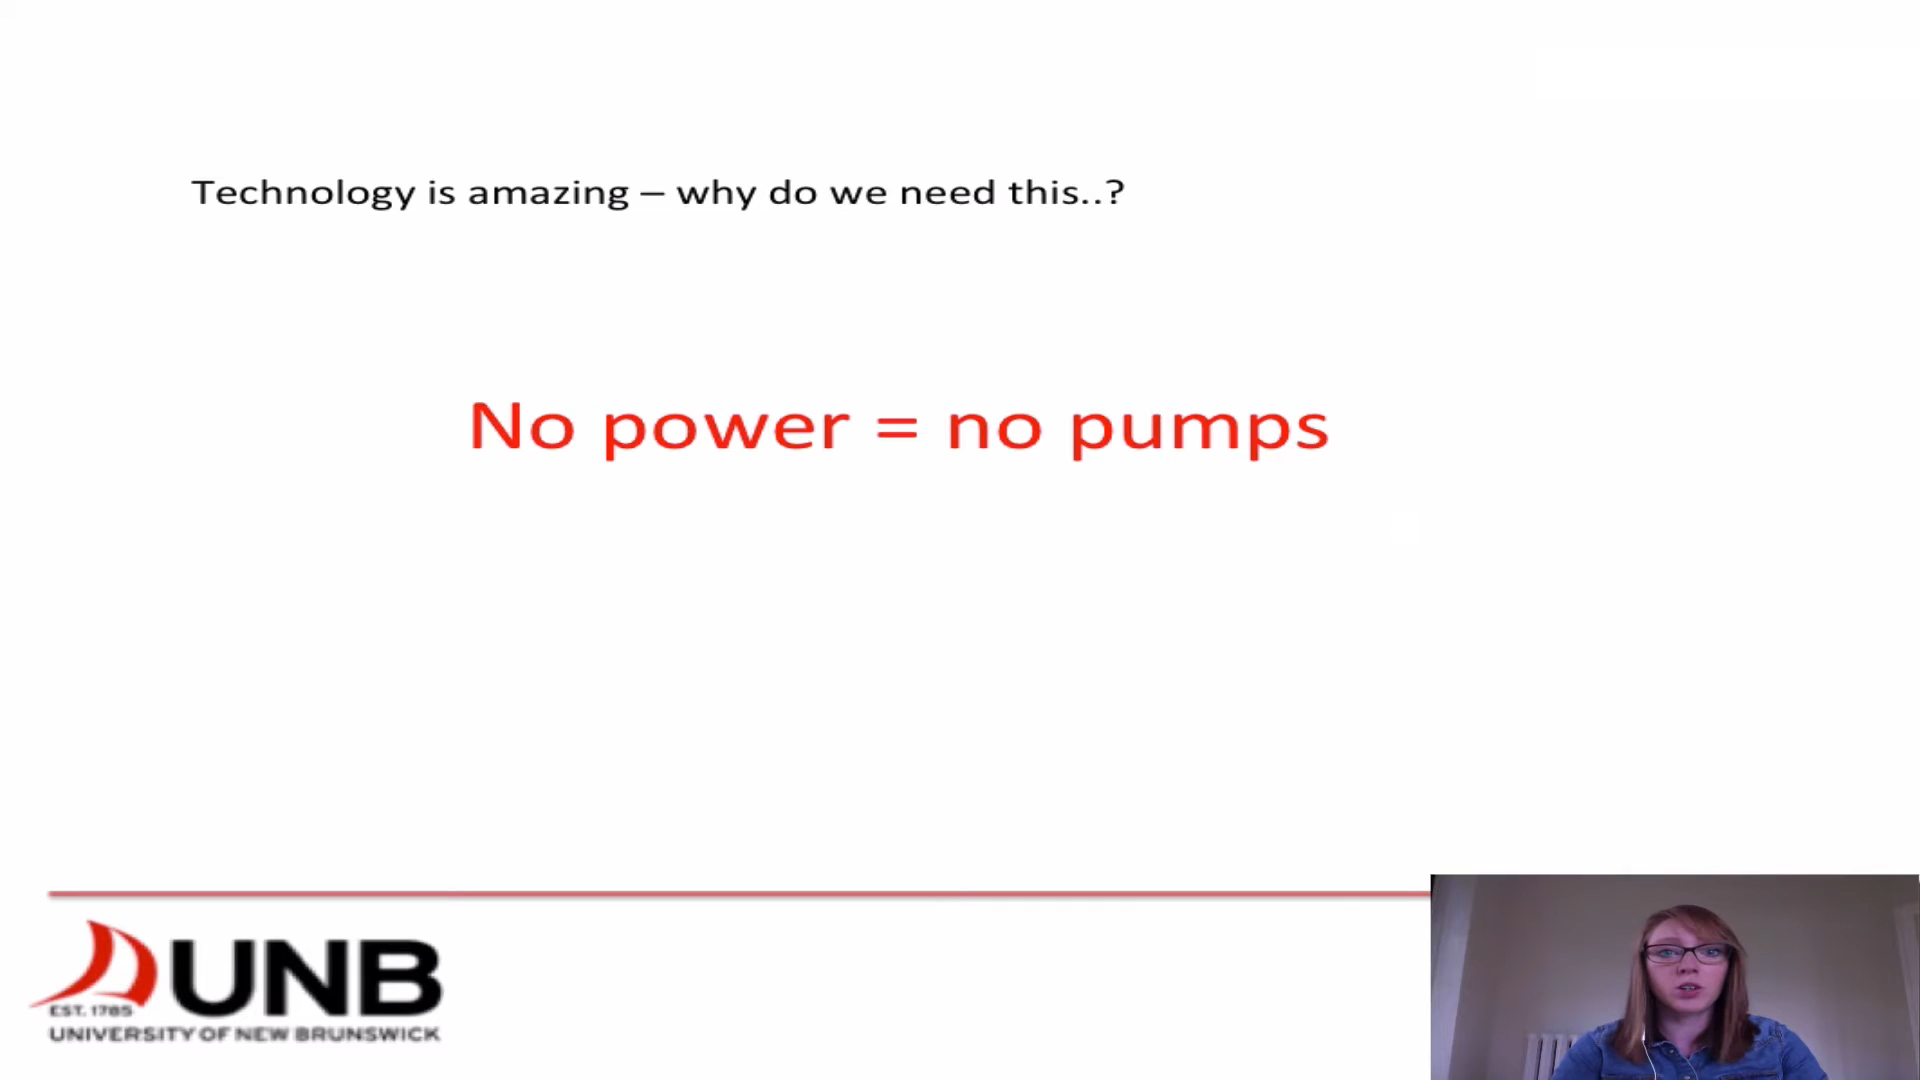 Technology is amazing – why do we need this..?
No power = no pumps
UNB
EST. 1785
UNIVERSITY OF NEW BRUNSWICK